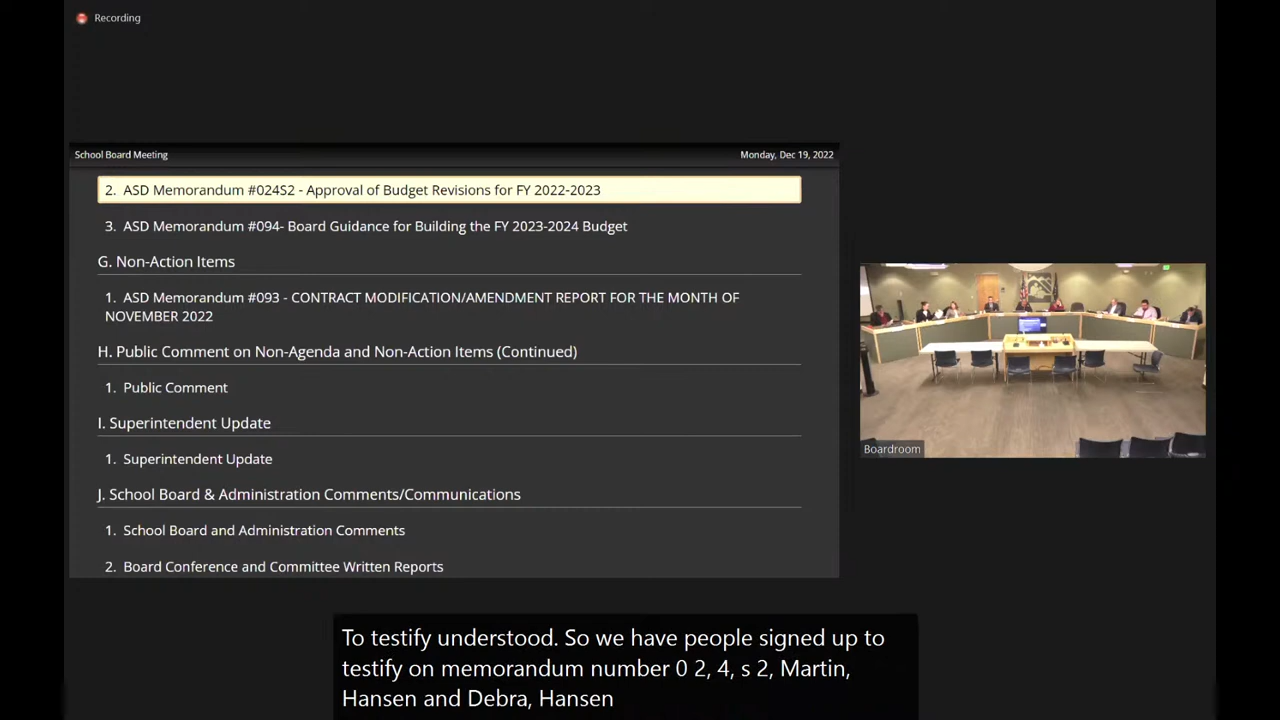 Recording
School Board Meeting
Monday, Dec 19, 2022
2. ASD Memorandum #024S2 - Approval of Budget Revisions for FY 2022-2023
3. ASD Memorandum #094- Board Guidance for Building the FY 2023-2024 Budget
G. Non-Action Items
1. ASD Memorandum #093 - CONTRACT MODIFICATION/AMENDMENT REPORT FOR THE MONTH OF
NOVEMBER 2022
H. Public Comment on Non-Agenda and Non-Action Items (Continued)
1. Public Comment
I. Superintendent Update
1. Superintendent Update
J. School Board & Administration Comments/Communications
1. School Board and Administration Comments
2. Board Conference and Committee Written Reports
Boardroom
To testify understood. So we have people signed up to
testify on memorandum number 0 2, 4, s 2, Martin,
Hansen and Debra, Hansen